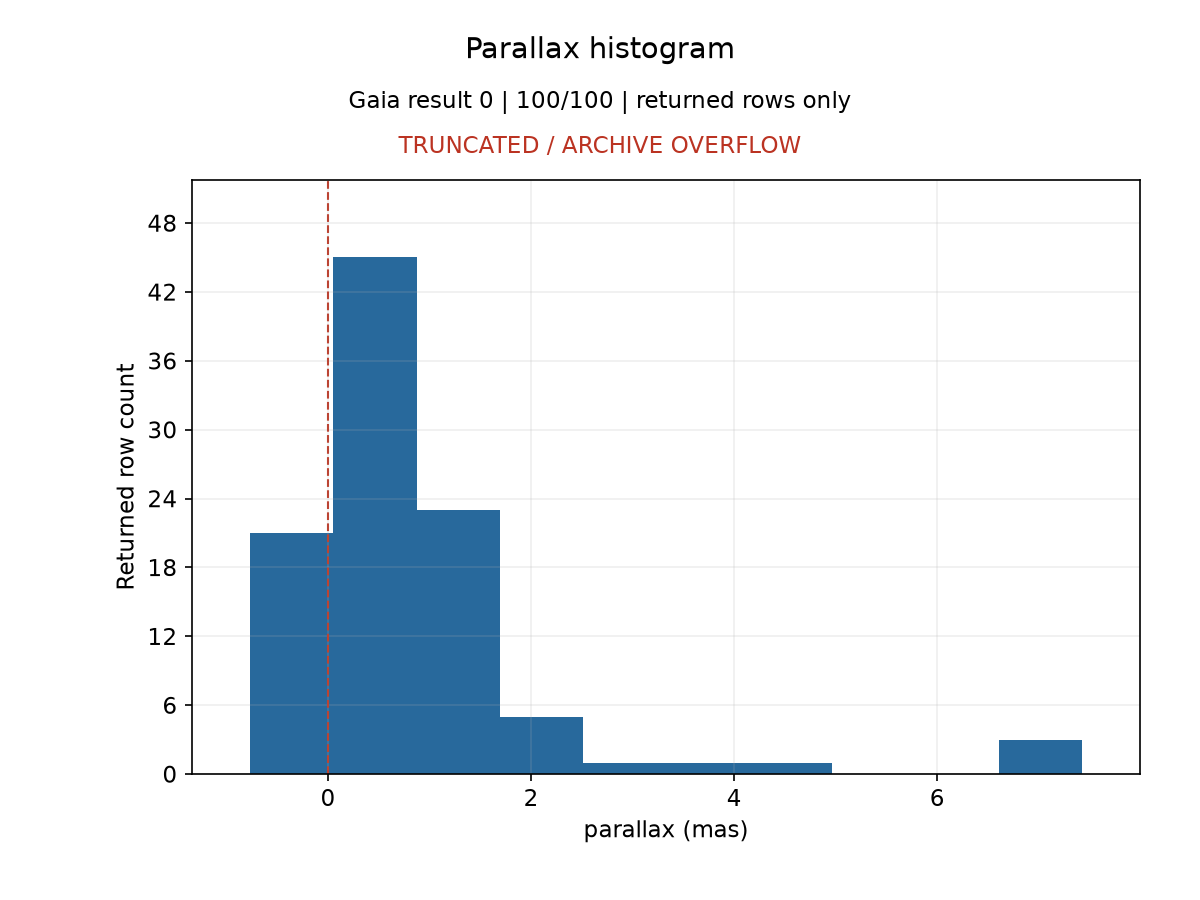 Parallax histogram
Gaia result 0 | 100/100 | returned rows only
TRUNCATED / ARCHIVE OVERFLOW
48
42
36
30
24
18
12
6
0
Returned row count
0 2 4 6
parallax (mas)